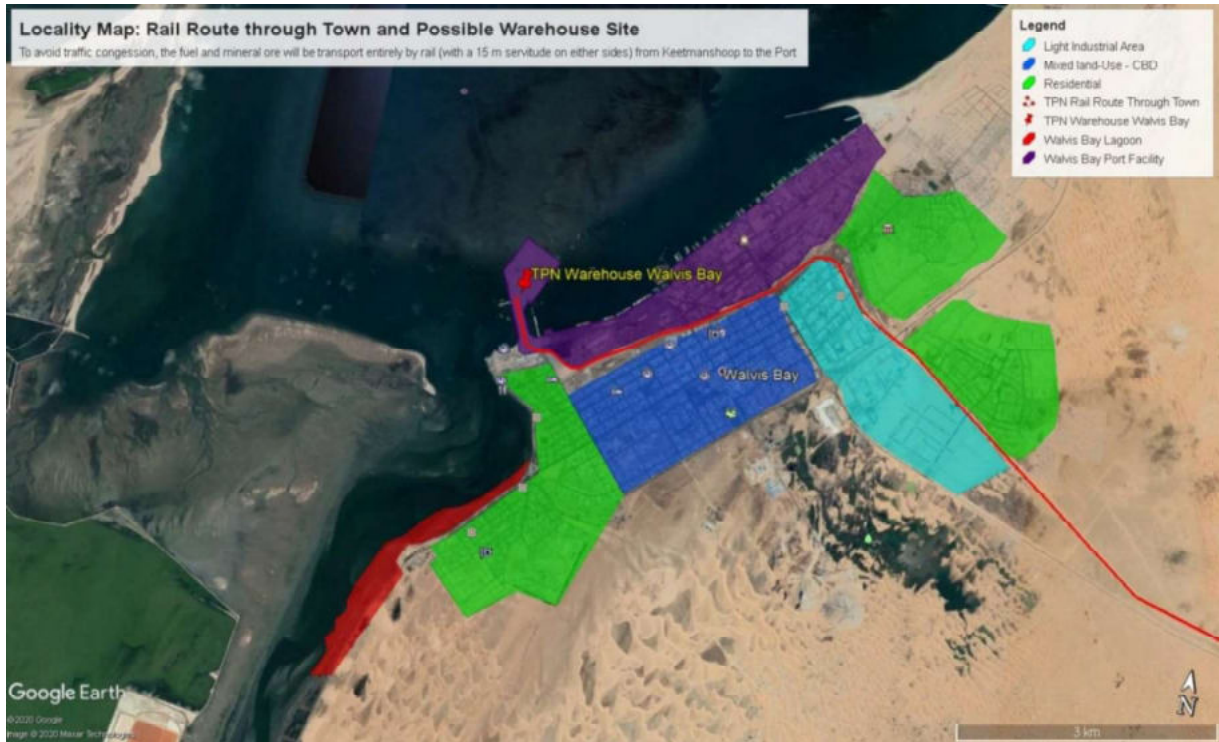 Locality Map: Rail Route through Town and Possible Warehouse Site
To avoid traffic congession, the fuel and mineral ore will be transport entirely by rail (with a 15 m servitude on either sides) from Keetmanshoop to the Port
Legend
Light Industrial Area
Mixed land-Use - CBD
Residential
TPN Rail Route Through Town
TPN Warehouse Walvis Bay
Walvis Bay Lagoon
Walvis Bay Port Facility
TPN Warehouse Walvis Bay
Walvis Bay
Google Earth
©2020 Google
Image © 2020 Maxar Technologies
N
3 km